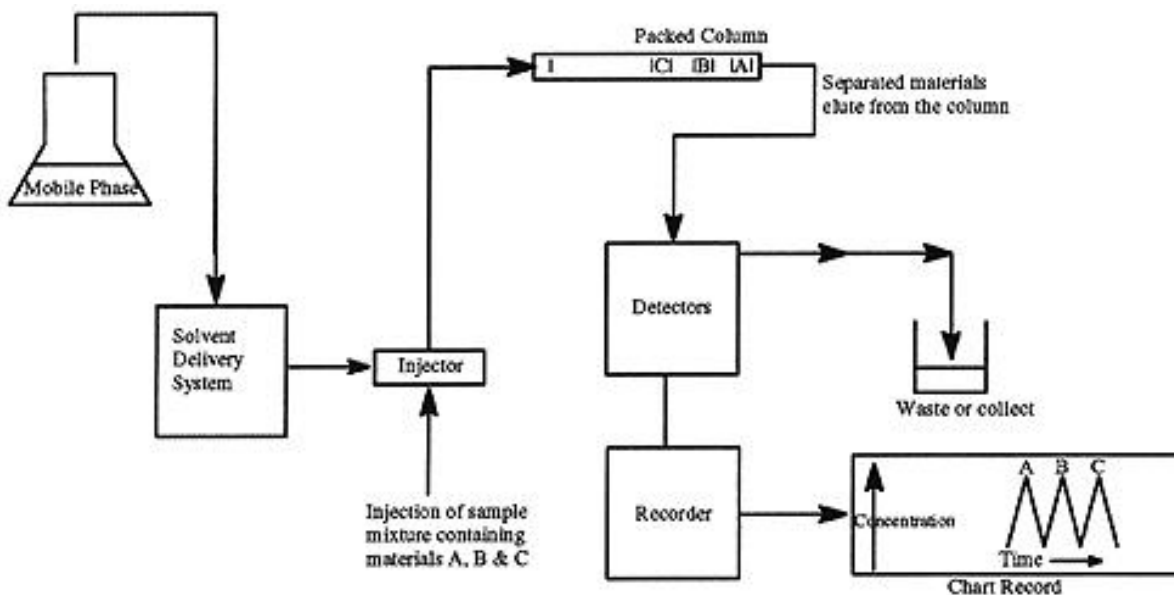 Packed Column
|
|C|
|B|
|A|
Separated materials
elute from the column
Mobile Phase
Solvent
Delivery
System
Injector
Detectors
Waste or collect
Injection of sample
mixture containing
materials A, B & C
Recorder
A B C
Concentration
Time
Chart Record